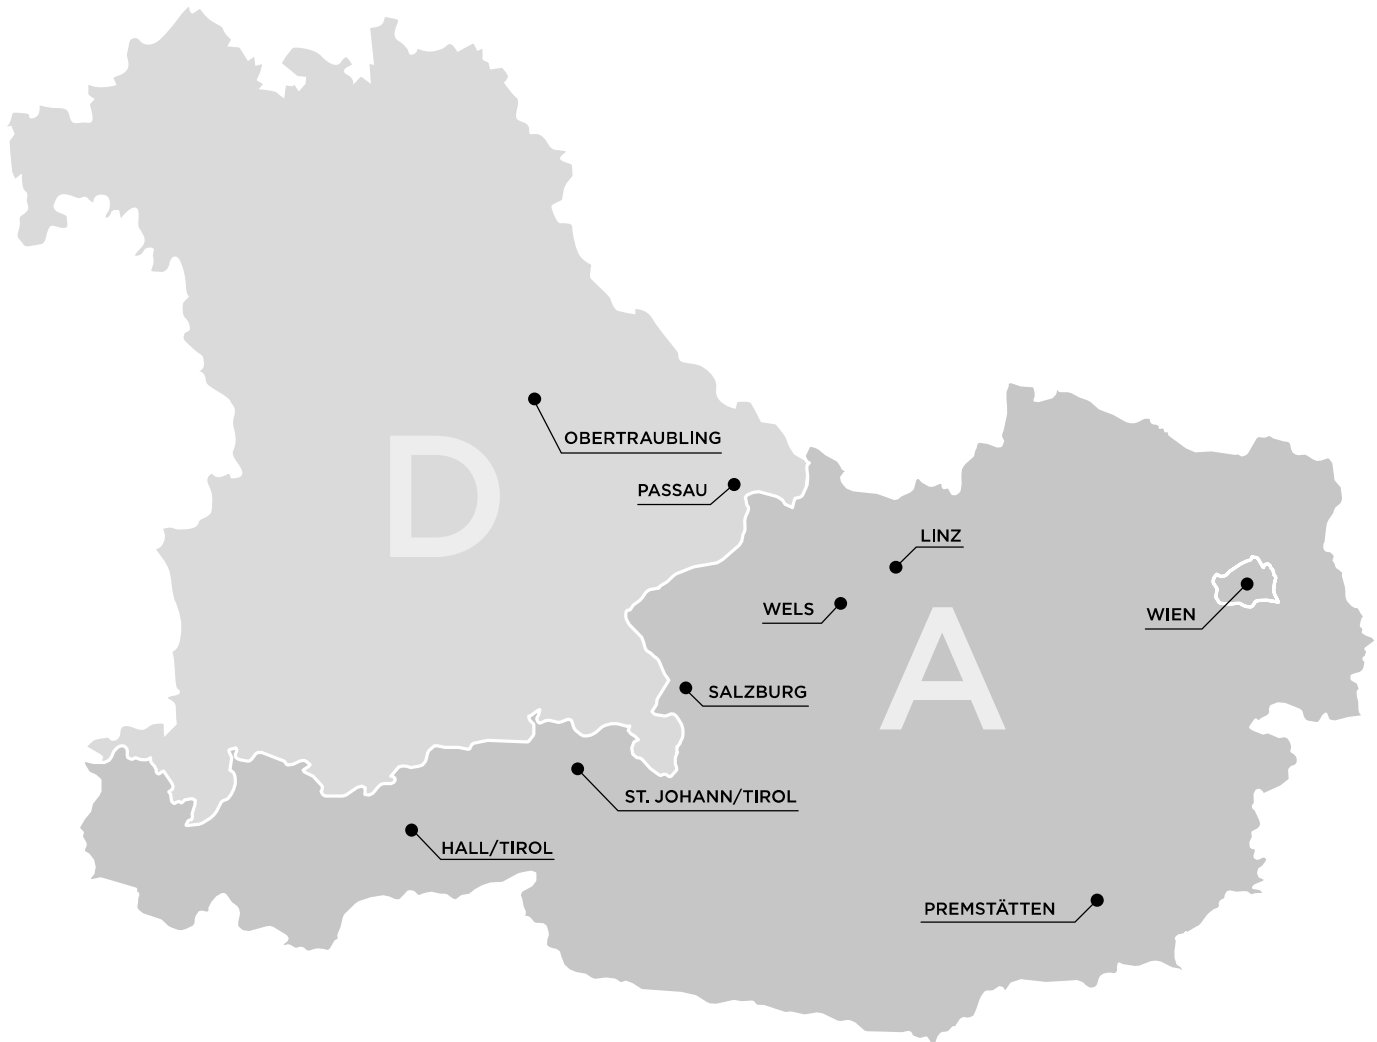 OBERTRAUBLING
D
PASSAU
LINZ
WELS
WIEN
A
SALZBURG
ST. JOHANN/TIROL
HALL/TIROL
PREMSTÄTTEN